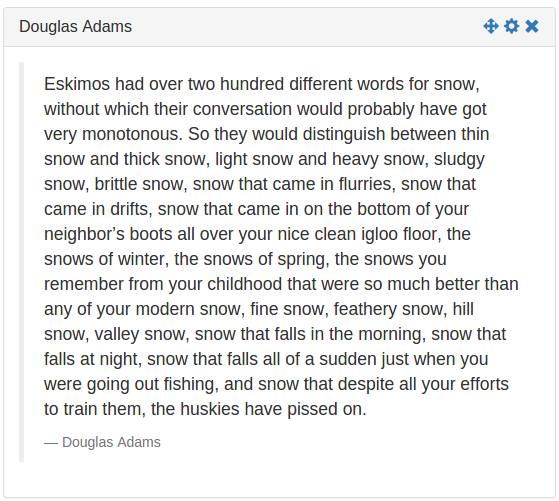 Douglas Adams
Eskimos had over two hundred different words for snow,
without which their conversation would probably have got
very monotonous. So they would distinguish between thin
snow and thick snow, light snow and heavy snow, sludgy
snow, brittle snow, snow that came in flurries, snow that
came in drifts, snow that came in on the bottom of your
neighbor’s boots all over your nice clean igloo floor, the
snows of winter, the snows of spring, the snows you
remember from your childhood that were so much better than
any of your modern snow, fine snow, feathery snow, hill
snow, valley snow, snow that falls in the morning, snow that
falls at night, snow that falls all of a sudden just when you
were going out fishing, and snow that despite all your efforts
to train them, the huskies have pissed on.
— Douglas Adams